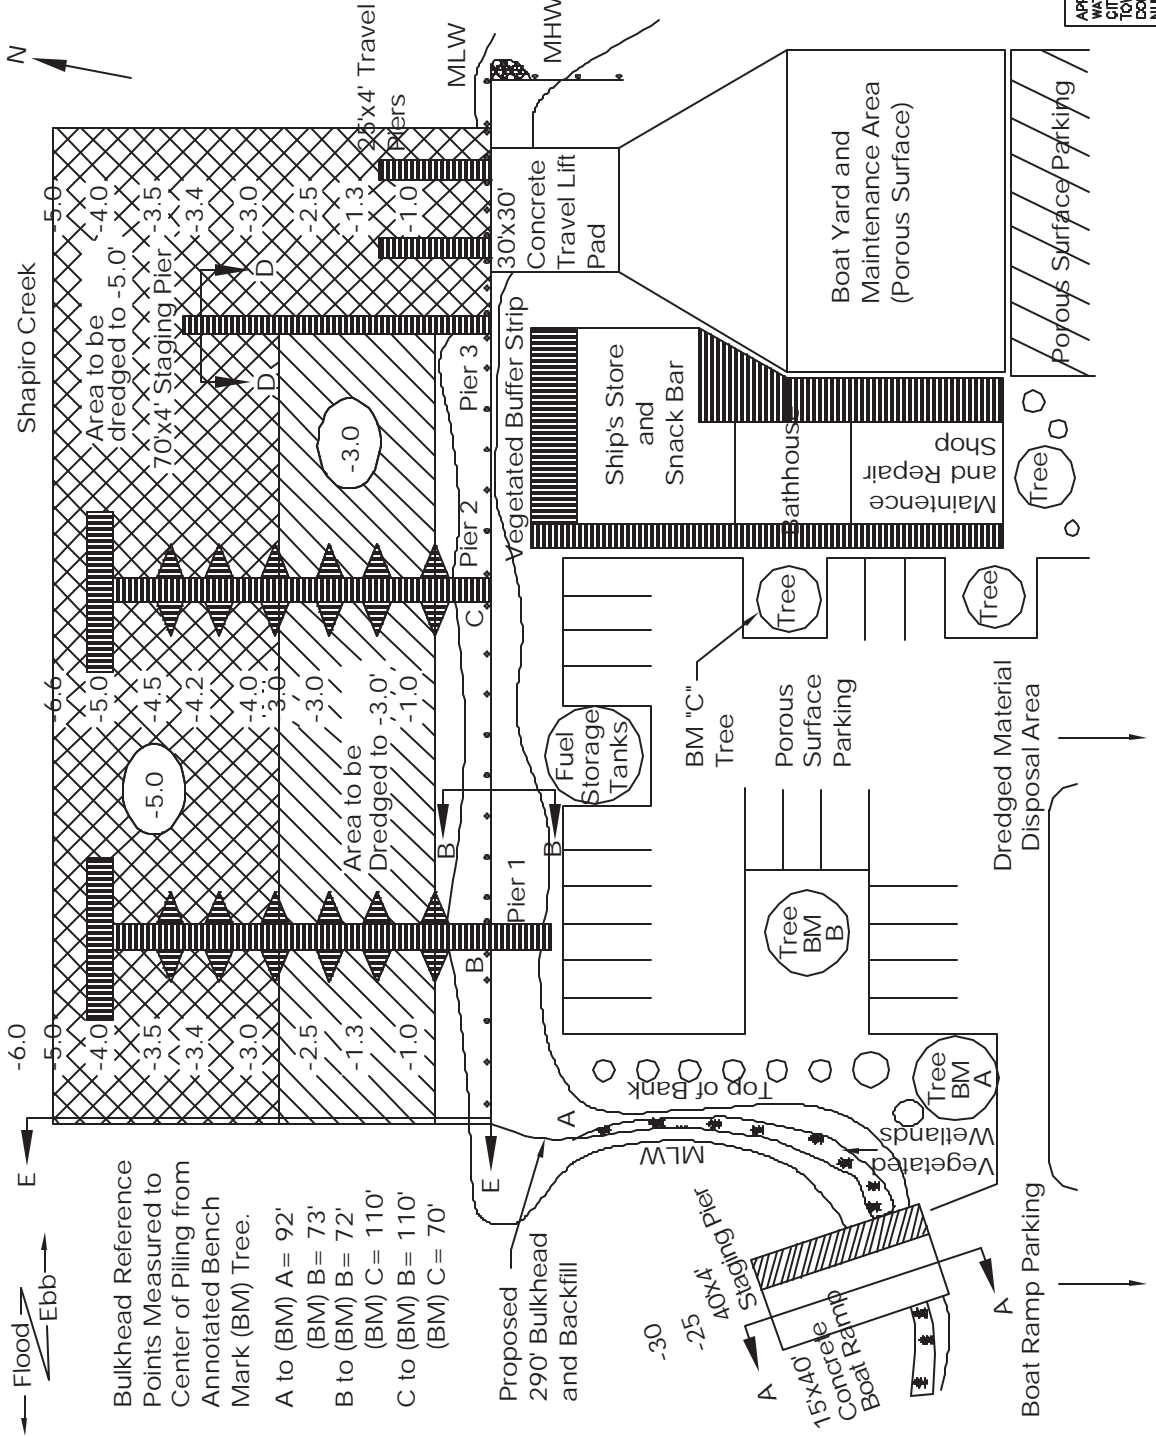 N
Flood
Ebb
E
-6.0
Shapiro Creek
-5.0
-4.0
-3.5
-3.4
-3.0
-2.5
-1.3
-1.0
-5.0
-6.6
-5.0
-4.5
-4.2
-4.0
-3.0
-3.0
-1.0
Area to be
Dredged to -3.0'
-3.0
Area to be
dredged to -5.0'
70'x4' Staging Pier
D
D
-5.0
-4.0
-3.5
-3.4
-3.0
-2.5
-1.3
-1.0
25'x4' Travel
Piers
MLW
MHW
Bulkhead Reference
Points Measured to
Center of Piling from
Annotated Bench
Mark (BM) Tree.
A to (BM) A= 92'
(BM) B= 73'
B to (BM) B= 72'
(BM) C= 110'
C to (BM) B= 110'
(BM) C= 70'
E
B
B
B
Pier 1
C
Pier 2
Pier 3
Vegetated Buffer Strip
30'x30'
Concrete
Travel Lift
Pad
Proposed
290' Bulkhead
and Backfill
A
MLW
Top of Bank
Vegetated
Wetlands
Fuel
Storage
Tanks
Ship's Store
and
Snack Bar
Bathhouse
Maintence
and Repair
Shop
Boat Yard and
Maintenance Area
(Porous Surface)
Porous Surface Parking
BM "C"
Tree
Tree
Tree
Tree
Porous
Surface
Parking
Tree
BM
B
Tree
BM
A
-30
-25
40x4'
Staging Pier
15'x40'
Concrete
Boat Ramp
A
A
Boat Ramp Parking
Dredged Material
Disposal Area
APP
WAT
CIT
TOW